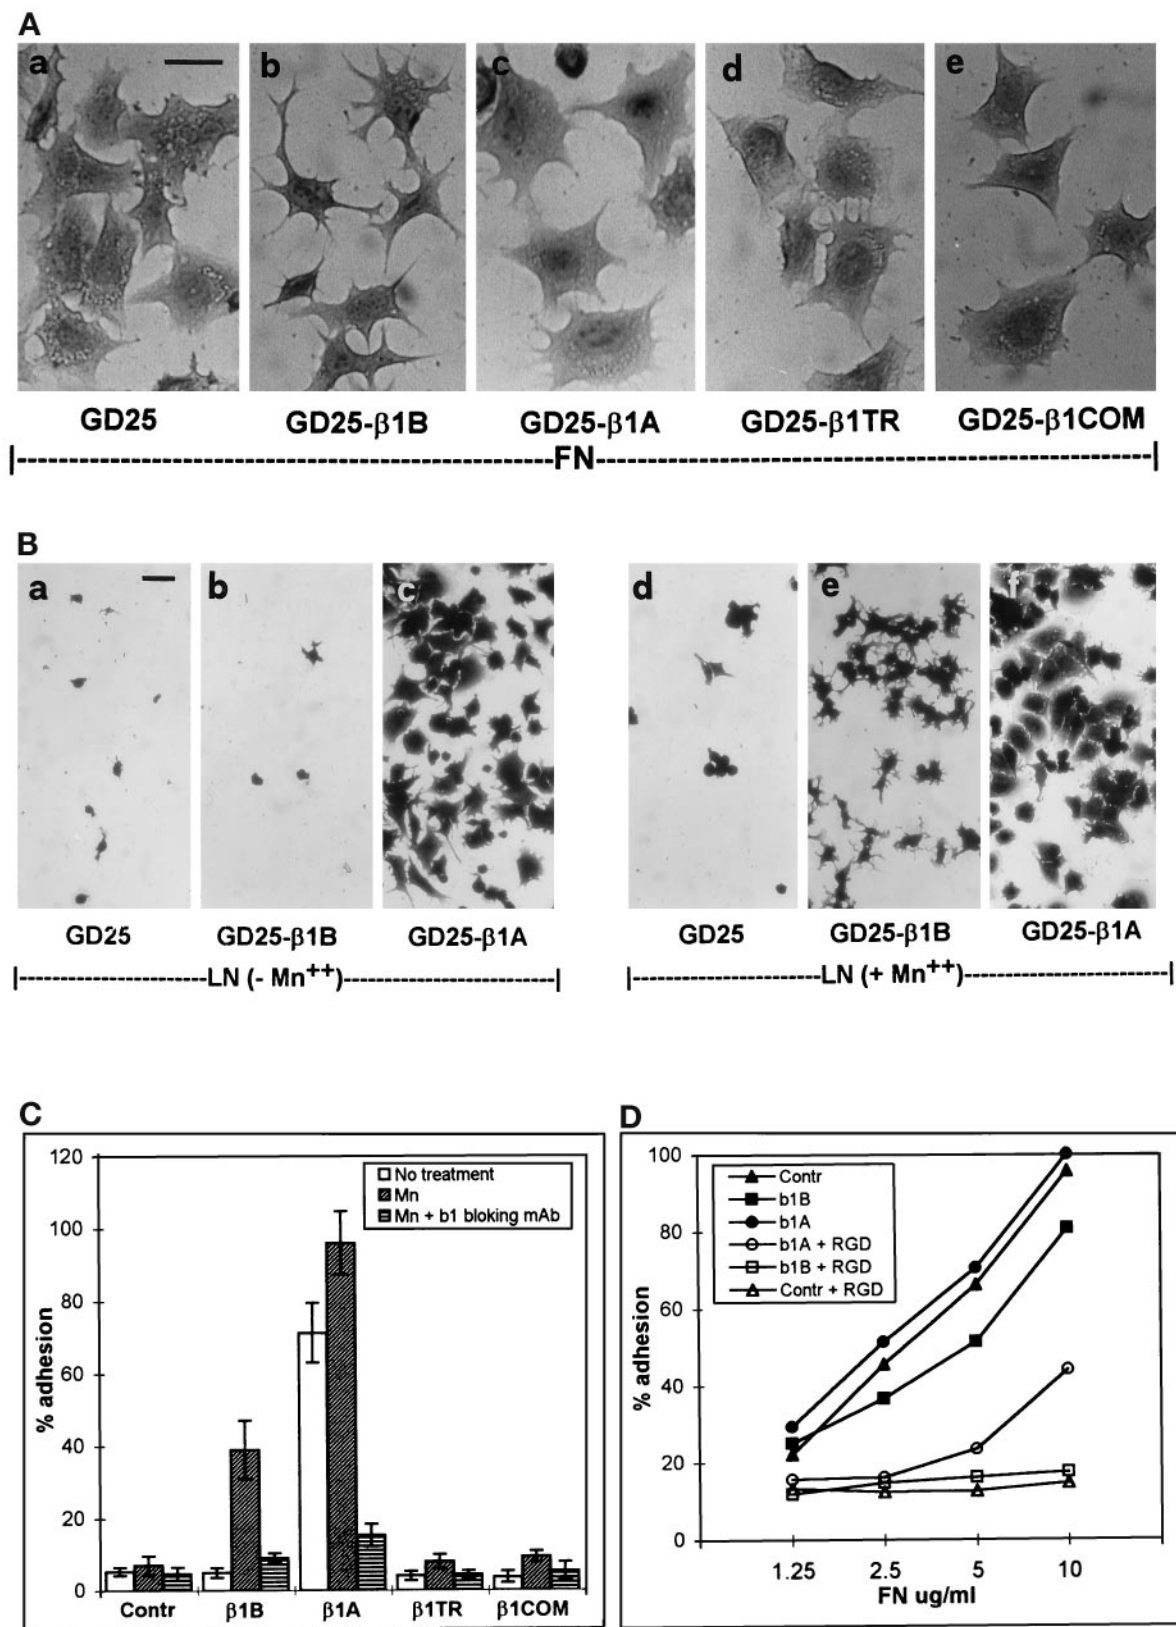 A
a b c d e
GD25 GD25-β1B GD25-β1A GD25-β1TR GD25-β1COM
FN
B
a b c d e f
GD25 GD25-β1B GD25-β1A GD25 GD25-β1B GD25-β1A
LN (- Mn++) LN (+ Mn++)
C
120
100
80
60
40
20
0
% adhesion
No treatment
Mn
Mn + b1 bloking mAb
Contr β1B β1A β1TR β1COM
D
100
80
60
40
20
0
% adhesion
Contr
b1B
b1A
b1A + RGD
b1B + RGD
Contr + RGD
1.25 2.5 5 10
FN ug/ml